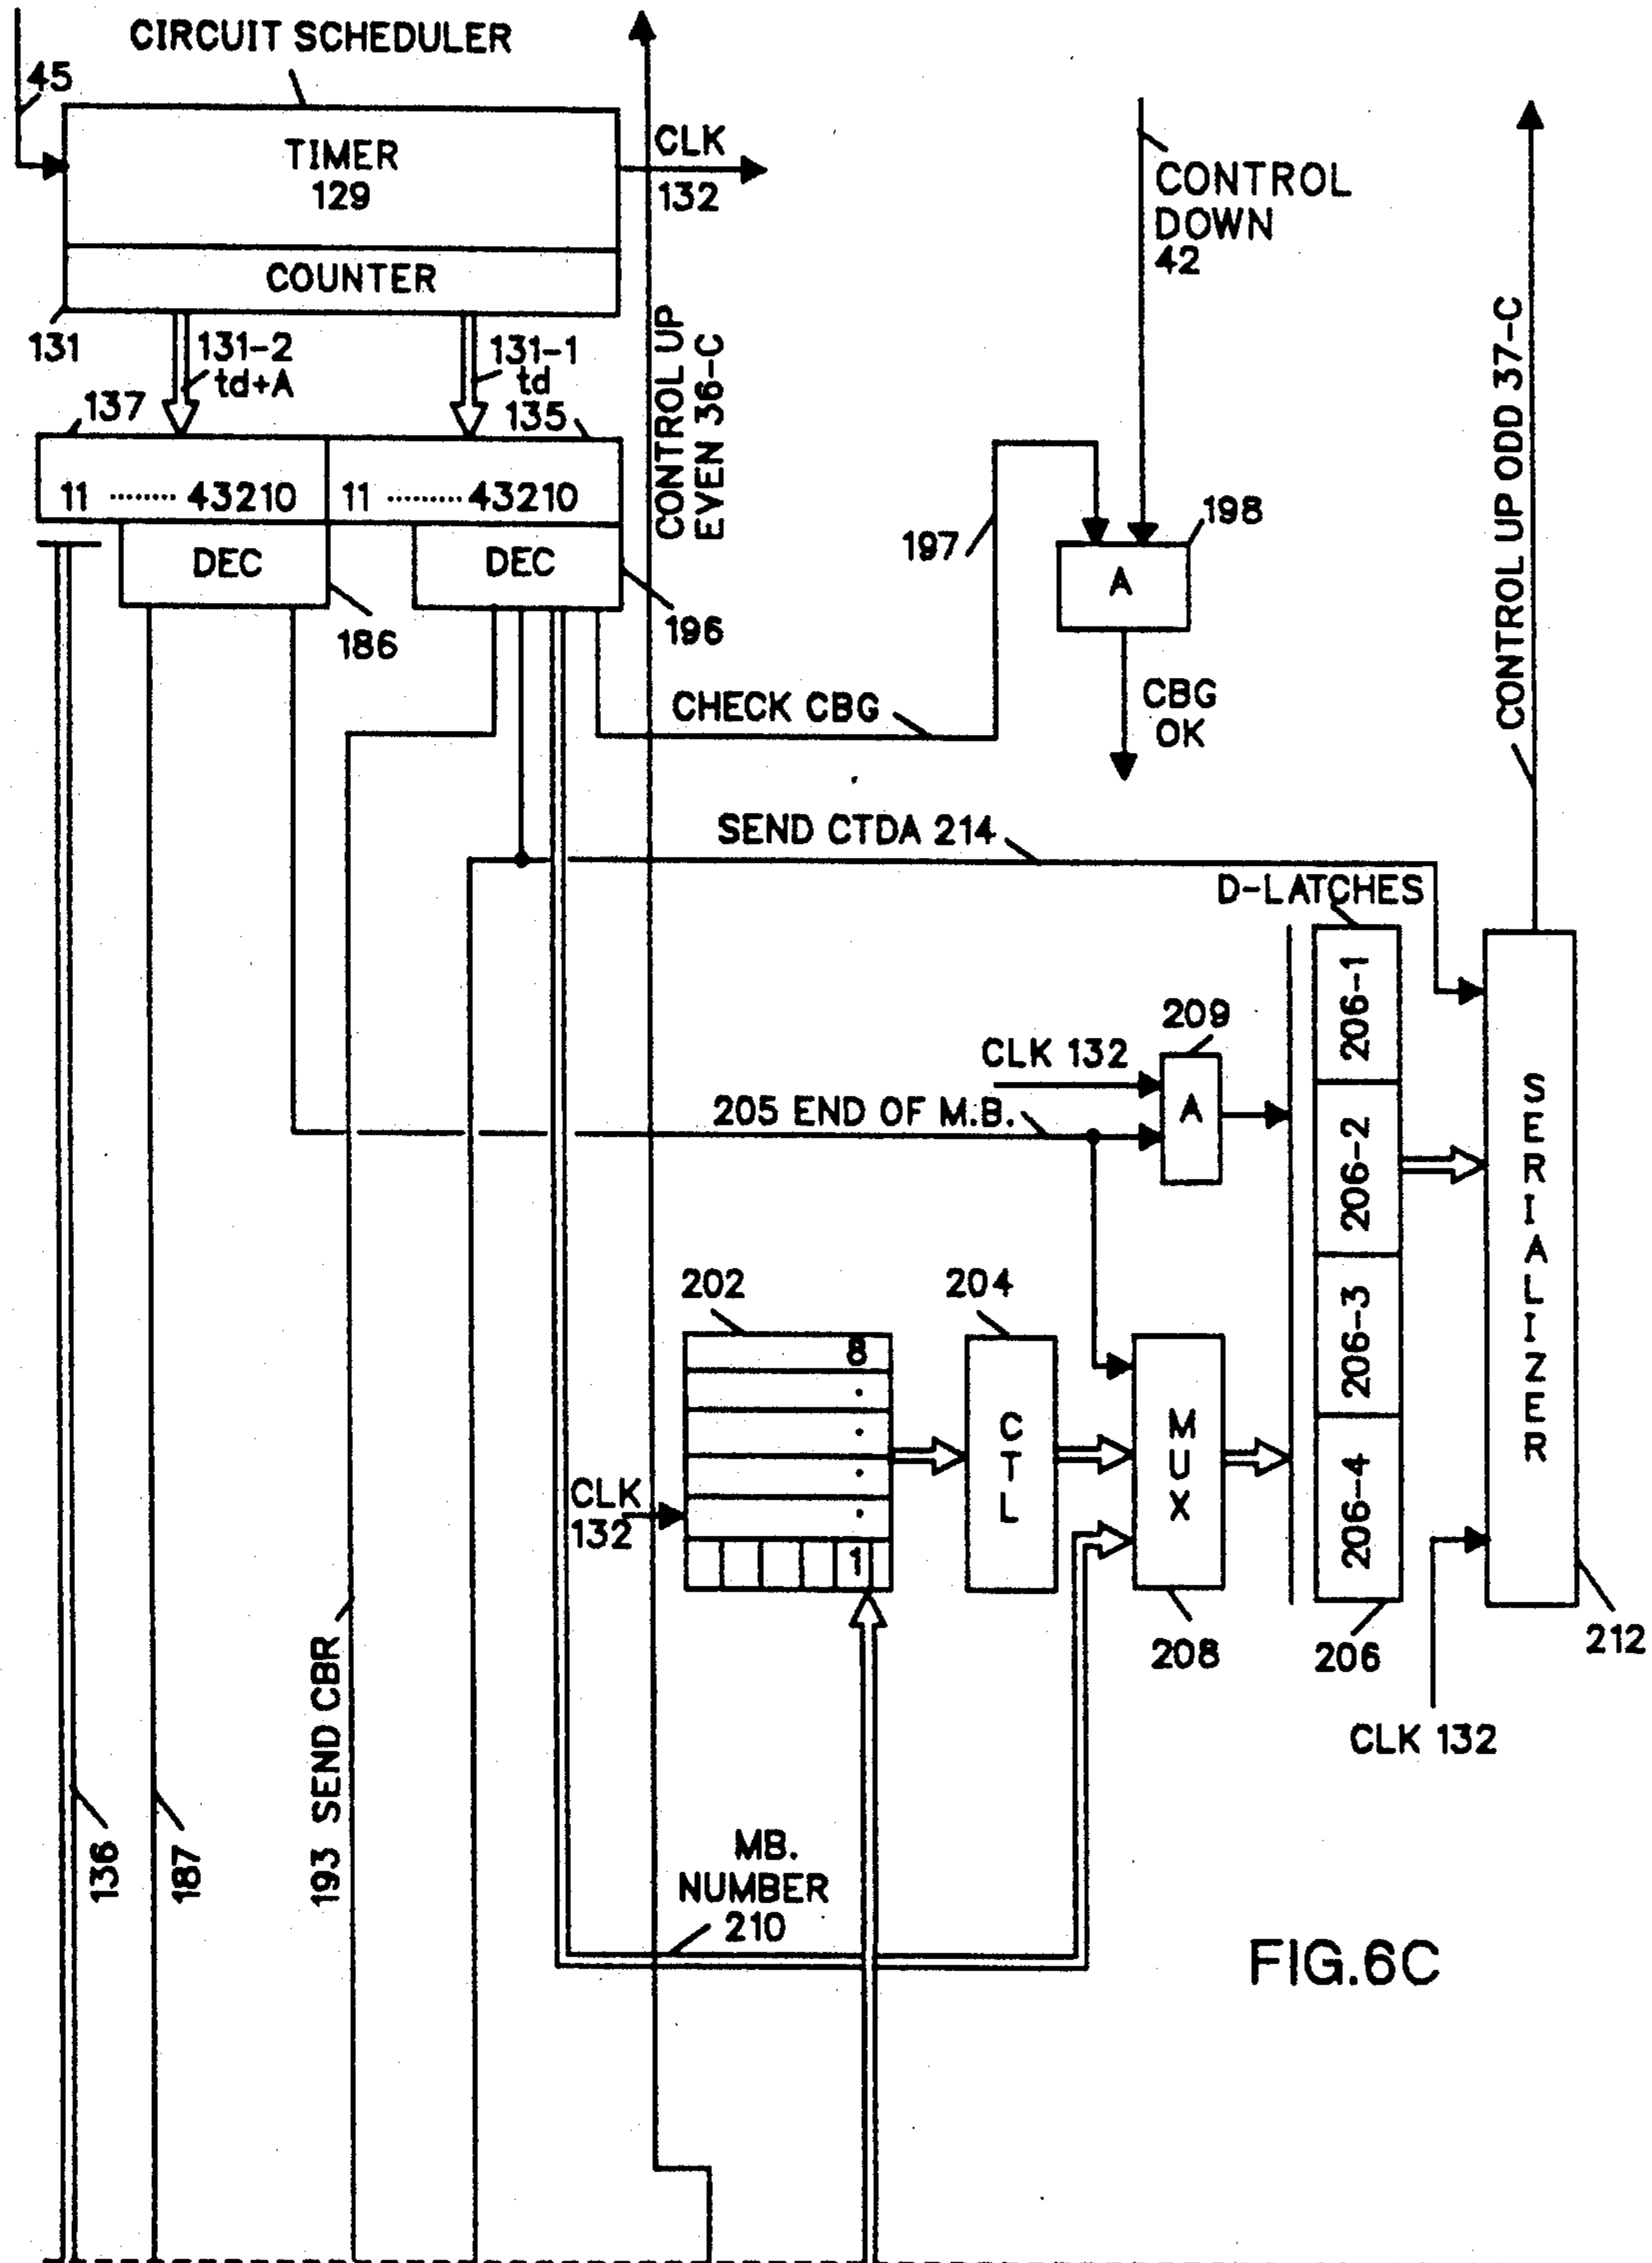 CIRCUIT SCHEDULER
45
TIMER
129
CLK
132
COUNTER
131
131-2
td+A
131-1
td
137
135
11 ........ 43210
11 ......... 43210
DEC
DEC
186
196
CONTROL UP
EVEN 36-C
CONTROL
DOWN
42
197
198
A
CBG
OK
CHECK CBG
CONTROL UP ODD 37-C
SEND CTDA 214
D-LATCHES
209
CLK 132
A
205 END OF M.B.
206-1
206-2
206-3
206-4
SERIALIZER
202
8
.
.
.
.
1
204
CTL
MUX
CLK
132
208
206
212
CLK 132
193 SEND CBR
136
187
MB.
NUMBER
210
FIG.6C